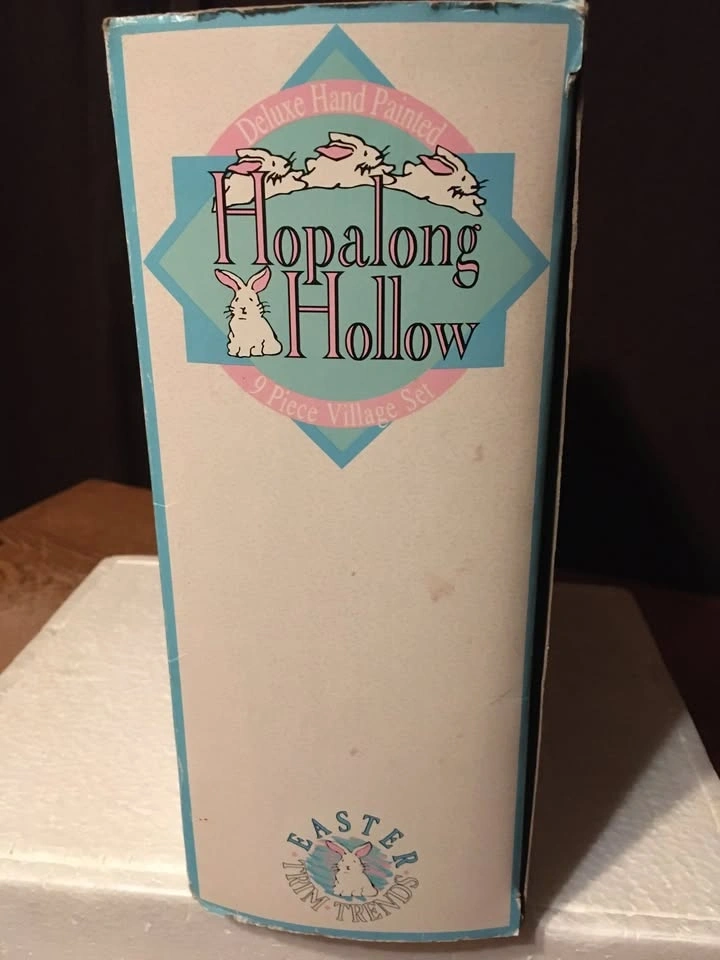 Deluxe Hand Painted
Hopalong
Hollow
9 Piece Village Set
EASTER
TRIM·TRENDS